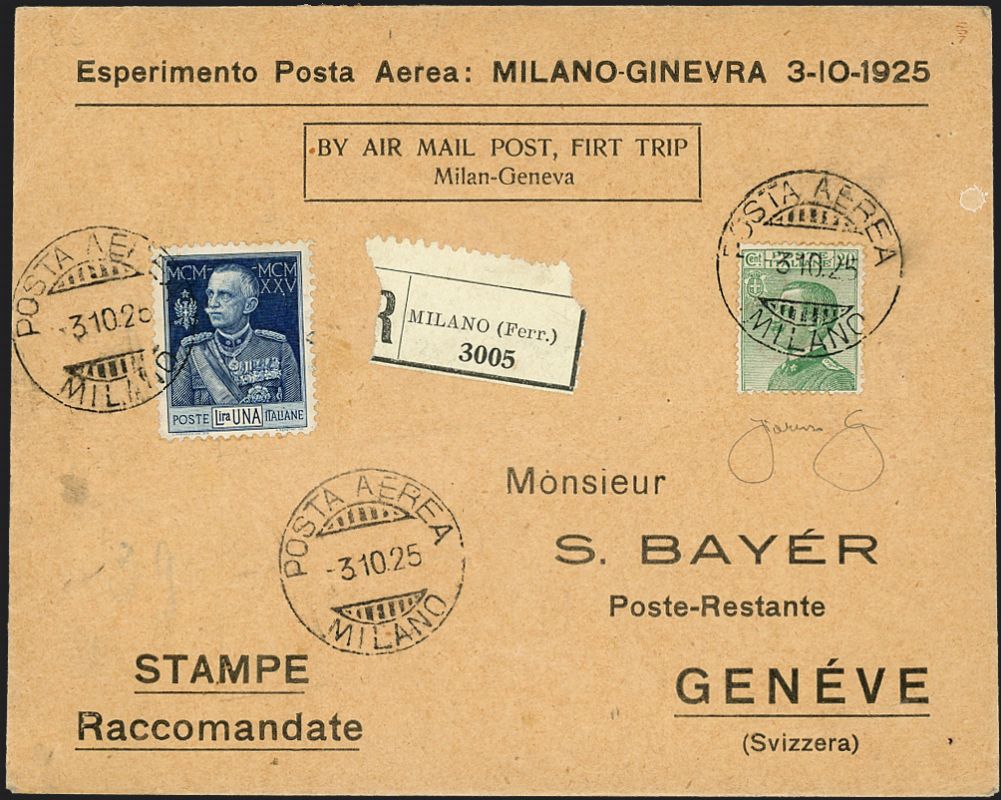 Esperimento Posta Aerea: MILANO-GINEVRA 3-10-1925
BY AIR MAIL POST, FIRT TRIP
Milan-Geneva
POSTA AEREA
-3.10.25
MILANO
MCM- MCM
XXV
POSTE Lira UNA ITALIANE
R
MILANO (Ferr.)
3005
POSTA AEREA
3.10.25
MILANO
POSTA AEREA
-3.10.25
MILANO
Monsieur
S. BAYÉR
Poste-Restante
GENÉVE
(Svizzera)
STAMPE
Raccomandate